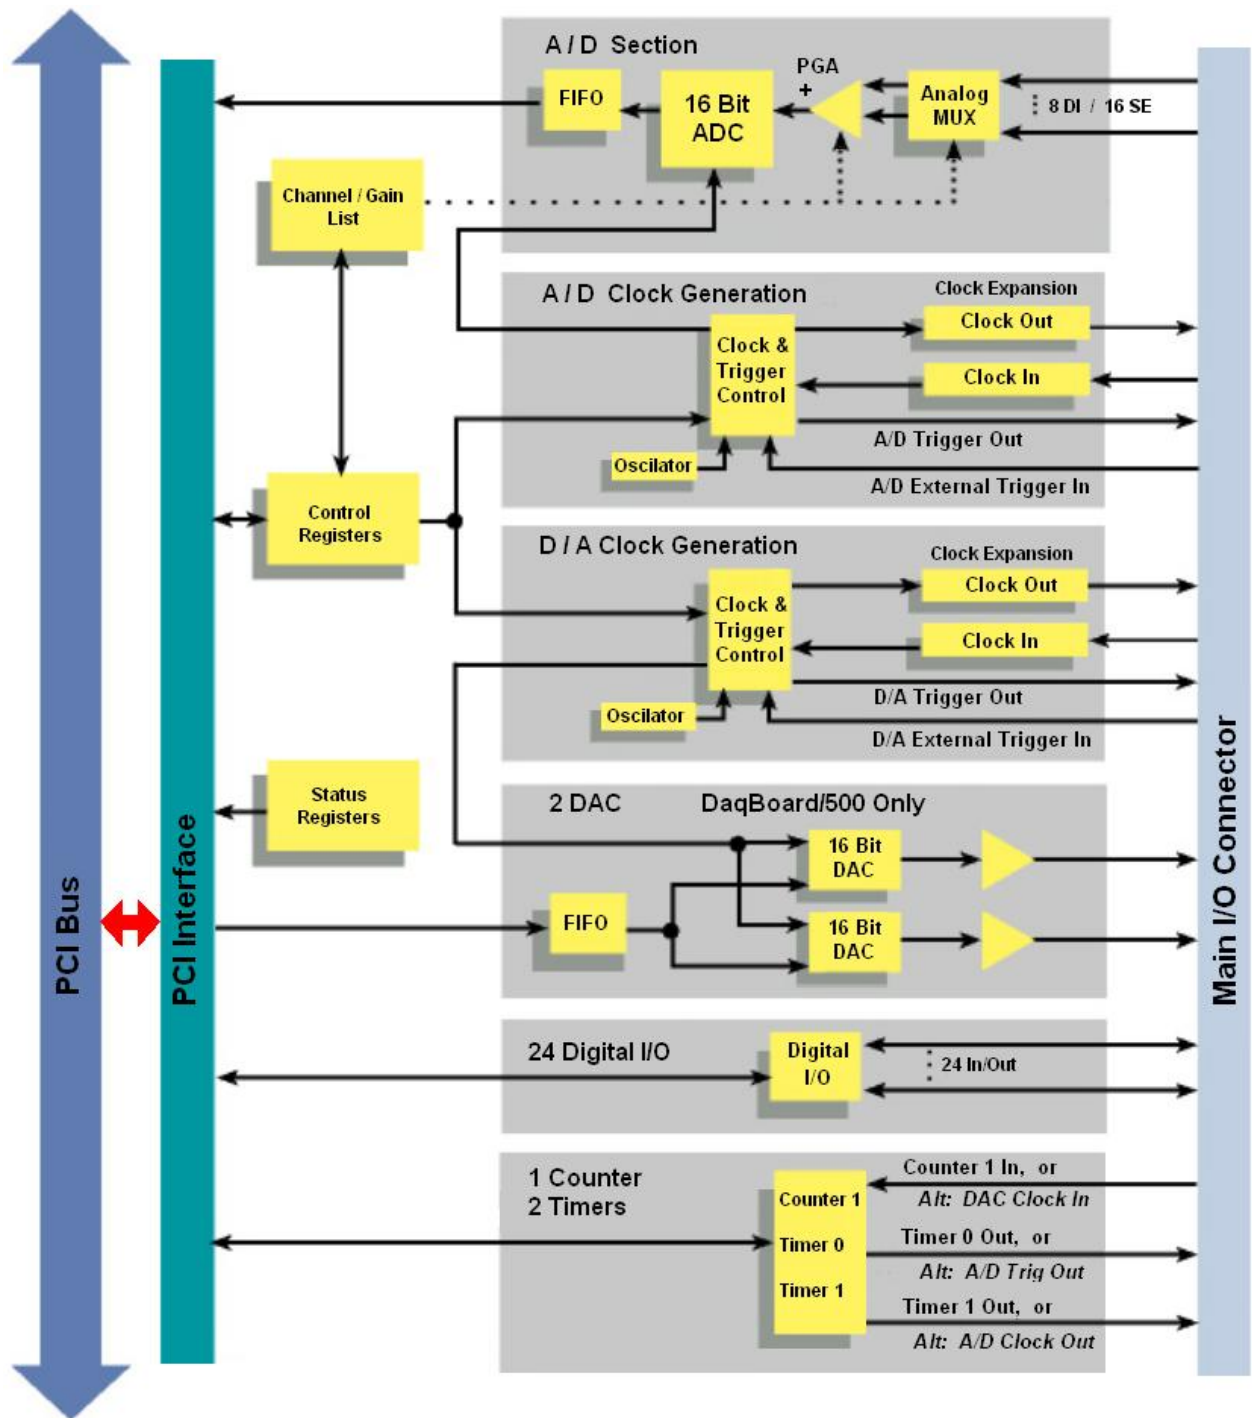 A / D Section
PGA
+
FIFO
16 Bit
ADC
Analog
MUX
8 DI / 16 SE
Channel / Gain
List
A / D Clock Generation
Clock Expansion
Clock Out
Clock &
Trigger
Control
Clock In
A/D Trigger Out
Oscilator
A/D External Trigger In
Control
Registers
D / A Clock Generation
Clock Expansion
Clock Out
Clock &
Trigger
Control
Clock In
D/A Trigger Out
Oscilator
D/A External Trigger In
Status
Registers
2 DAC DaqBoard/500 Only
16 Bit
DAC
FIFO
16 Bit
DAC
PCI Bus
PCI Interface
Main I/O Connector
24 Digital I/O
Digital
I/O
24 In/Out
1 Counter
2 Timers
Counter 1
Timer 0
Timer 1
Counter 1 In, or
Alt: DAC Clock In
Timer 0 Out, or
Alt: A/D Trig Out
Timer 1 Out, or
Alt: A/D Clock Out